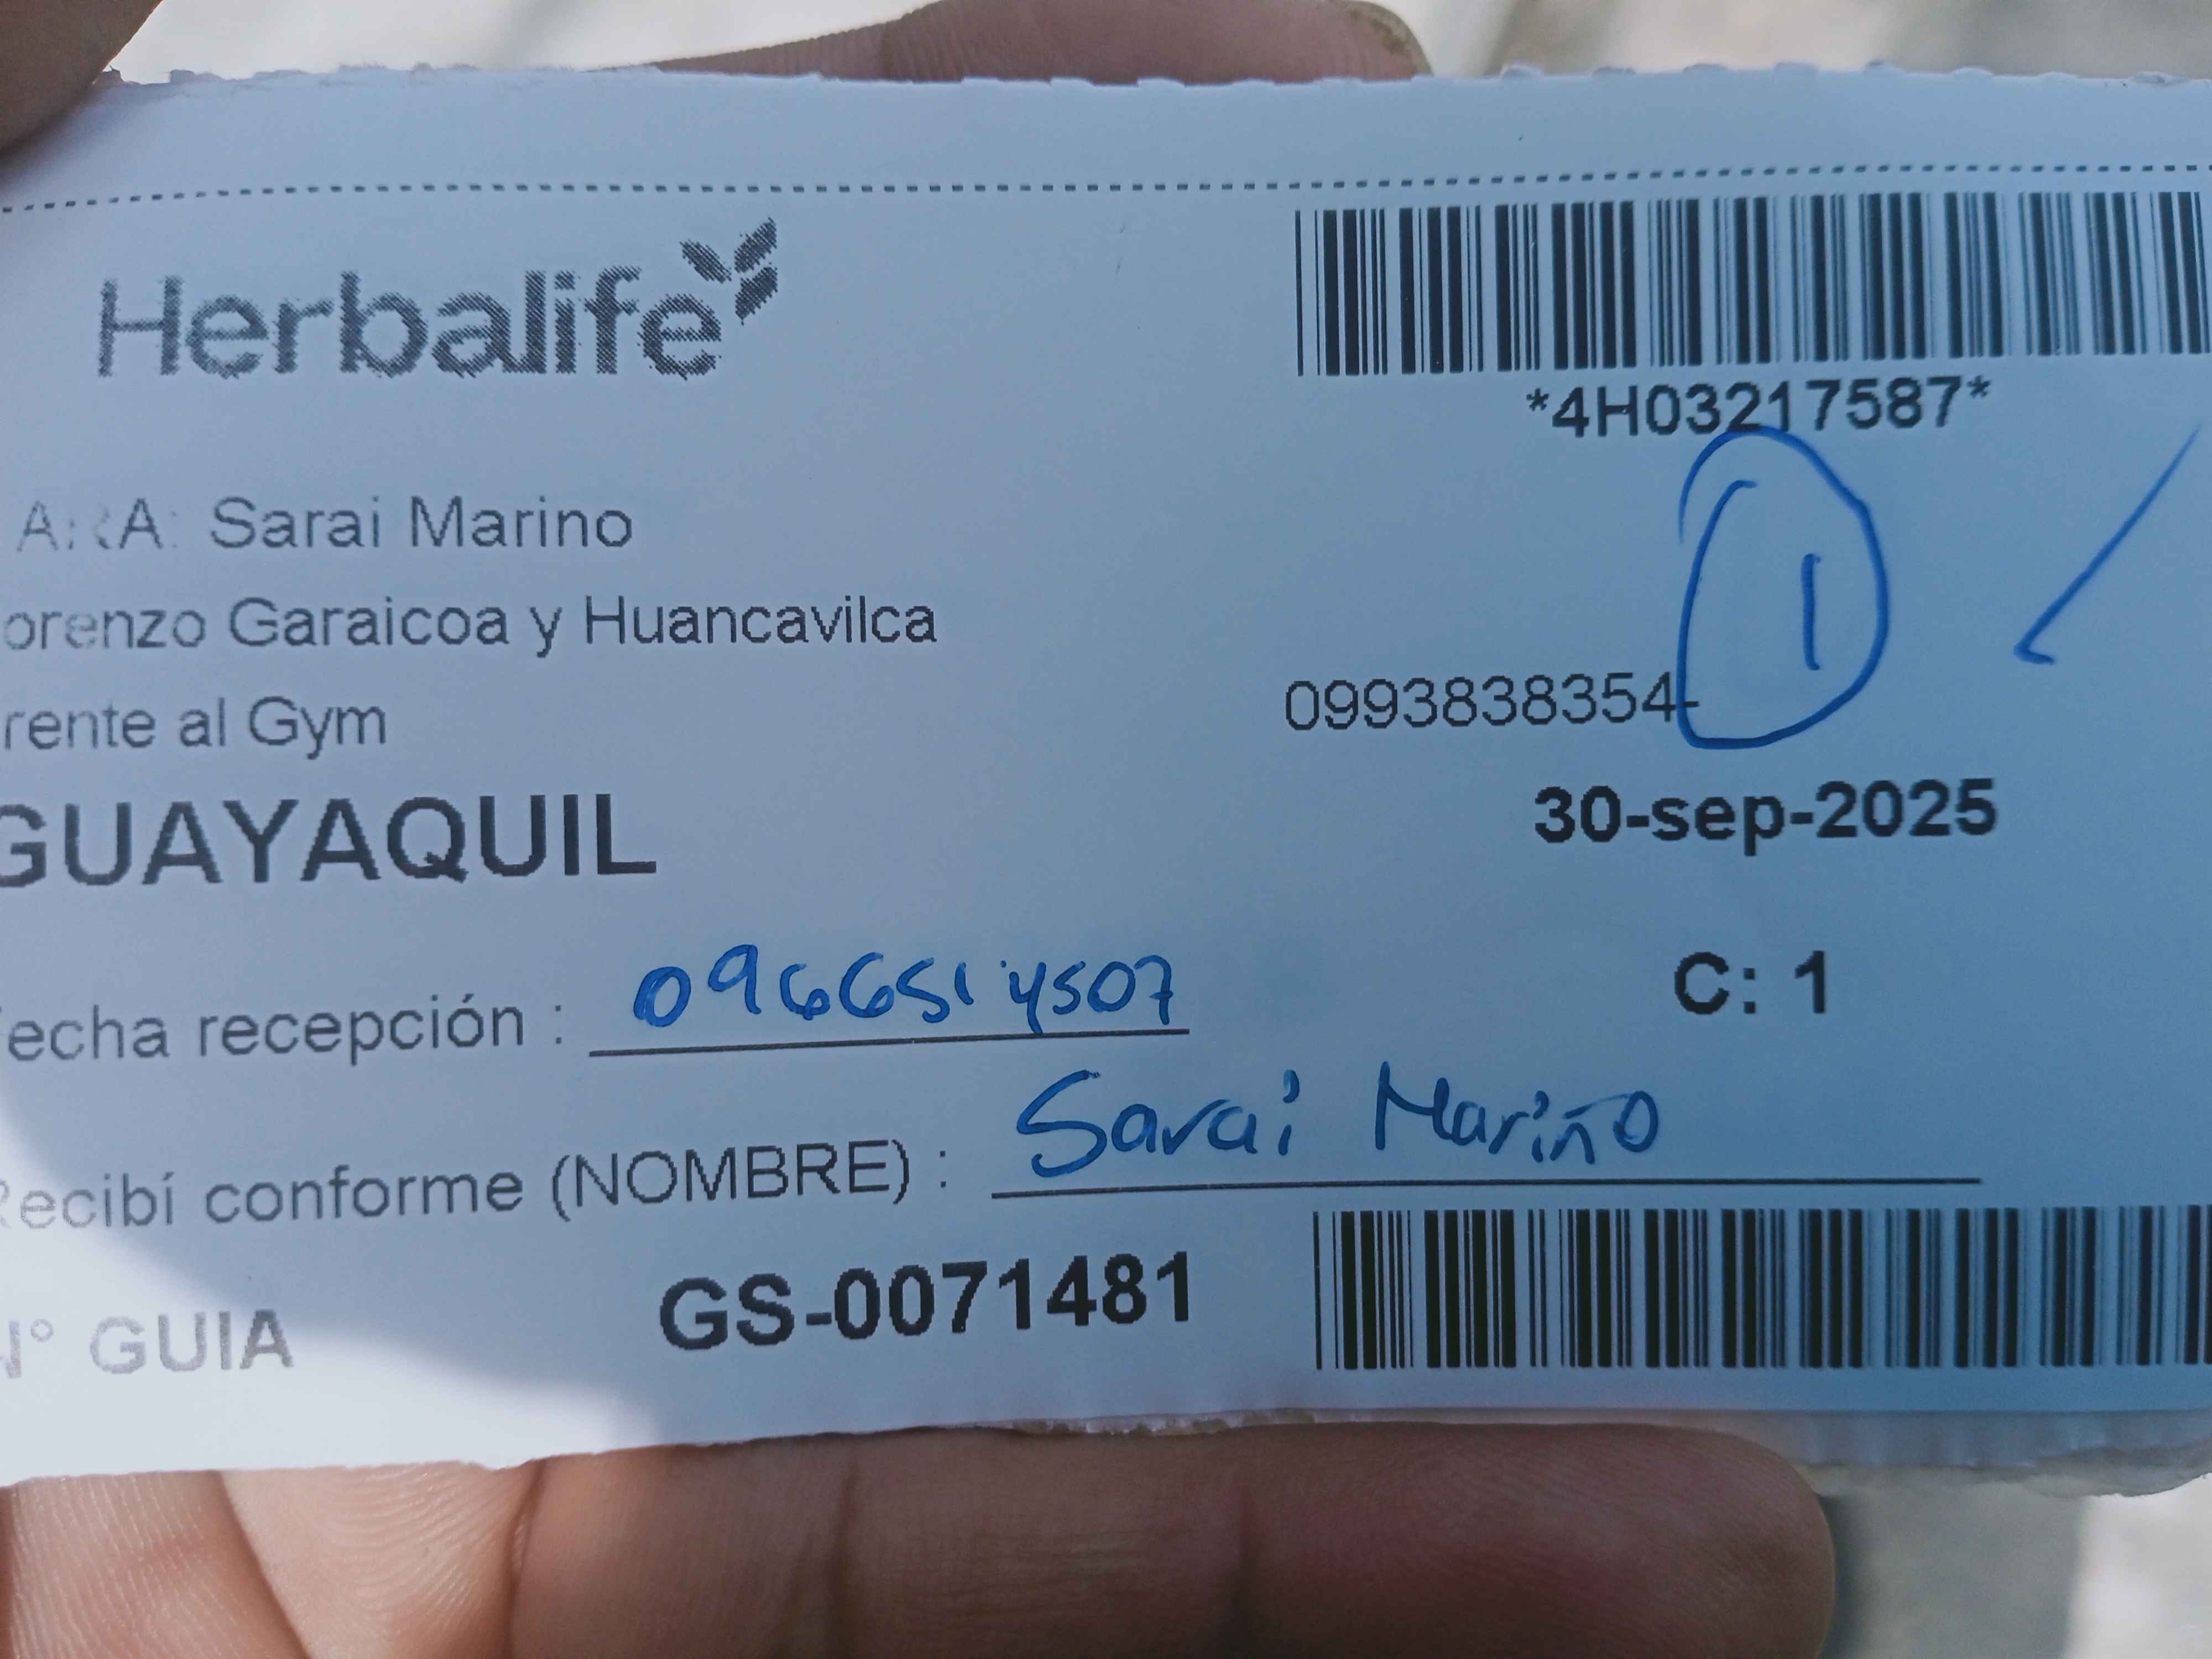 Herbalife
*4H03217587*
ARA: Sarai Marino
1
orenzo Garaicoa y Huancavilca
rente al Gym
0993838354-
GUAYAQUIL
30-sep-2025
echa recepción : 0966514507
C: 1
Recibí conforme (NOMBRE) : Sarai Mariño
N° GUIA GS-0071481